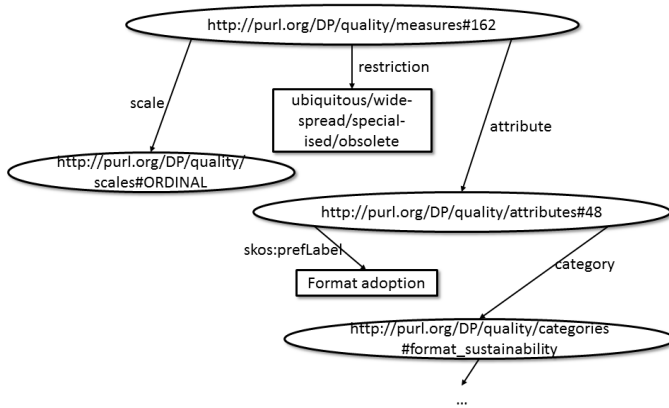 http://purl.org/DP/quality/measures#162
restriction
scale
ubiquitous/wide-
spread/special-
ised/obsolete
attribute
http://purl.org/DP/quality/
scales#ORDINAL
http://purl.org/DP/quality/attributes#48
skos:prefLabel
category
Format adoption
http://purl.org/DP/quality/categories
#format_sustainability
...